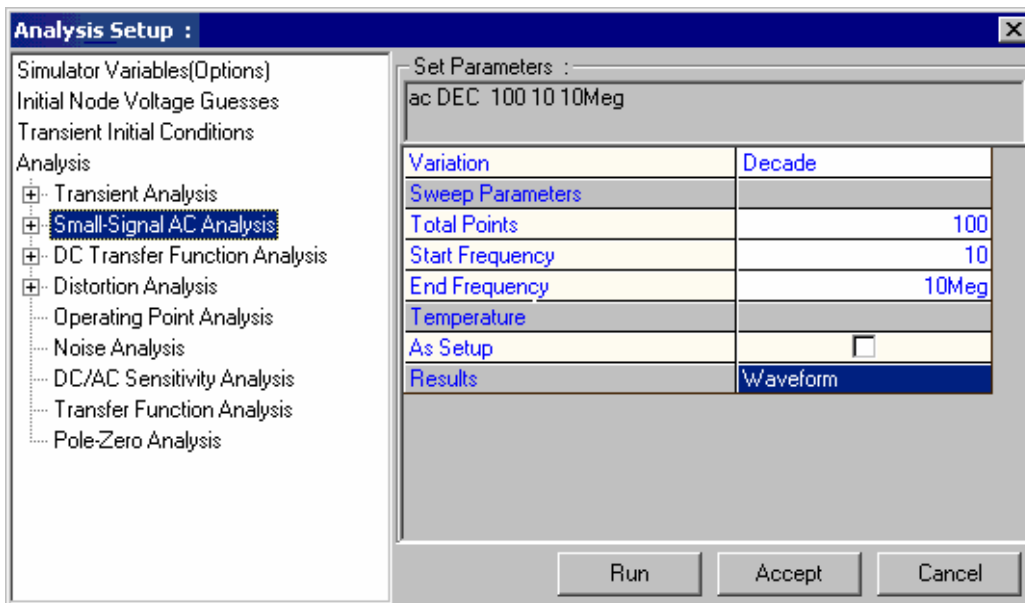 Analysis Setup :
Simulator Variables(Options)
Initial Node Voltage Guesses
Transient Initial Conditions
Analysis
Transient Analysis
Small-Signal AC Analysis
DC Transfer Function Analysis
Distortion Analysis
Operating Point Analysis
Noise Analysis
DC/AC Sensitivity Analysis
Transfer Function Analysis
Pole-Zero Analysis
Set Parameters :
ac DEC 100 10 10Meg
Variation Decade
Sweep Parameters
Total Points 100
Start Frequency 10
End Frequency 10Meg
Temperature
As Setup
Results Waveform
Run Accept Cancel